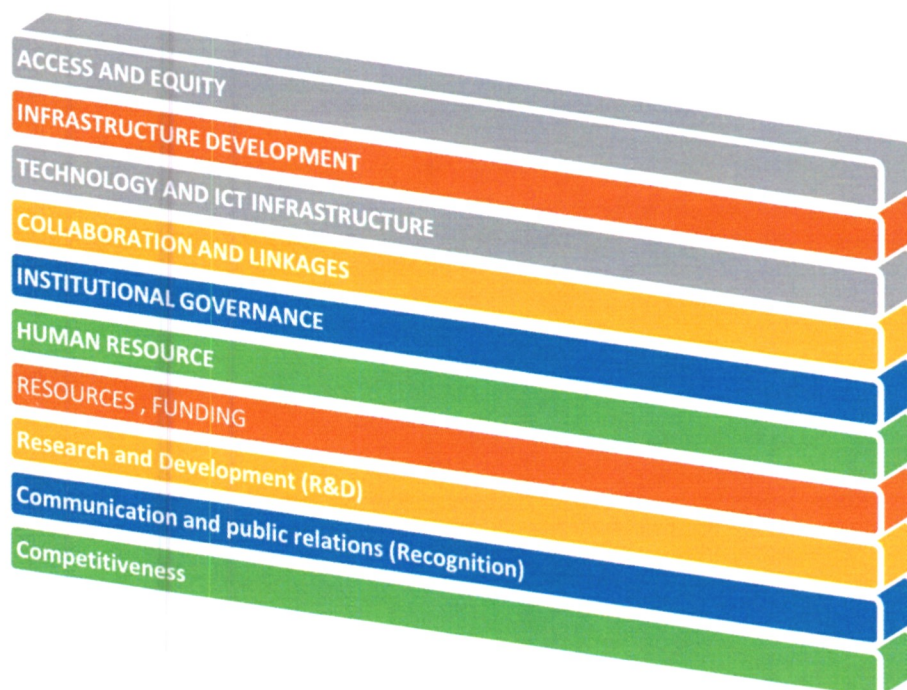 ACCESS AND EQUITY
INFRASTRUCTURE DEVELOPMENT
TECHNOLOGY AND ICT INFRASTRUCTURE
COLLABORATION AND LINKAGES
INSTITUTIONAL GOVERNANCE
HUMAN RESOURCE
RESOURCES , FUNDING
Research and Development (R&D)
Communication and public relations (Recognition)
Competitiveness